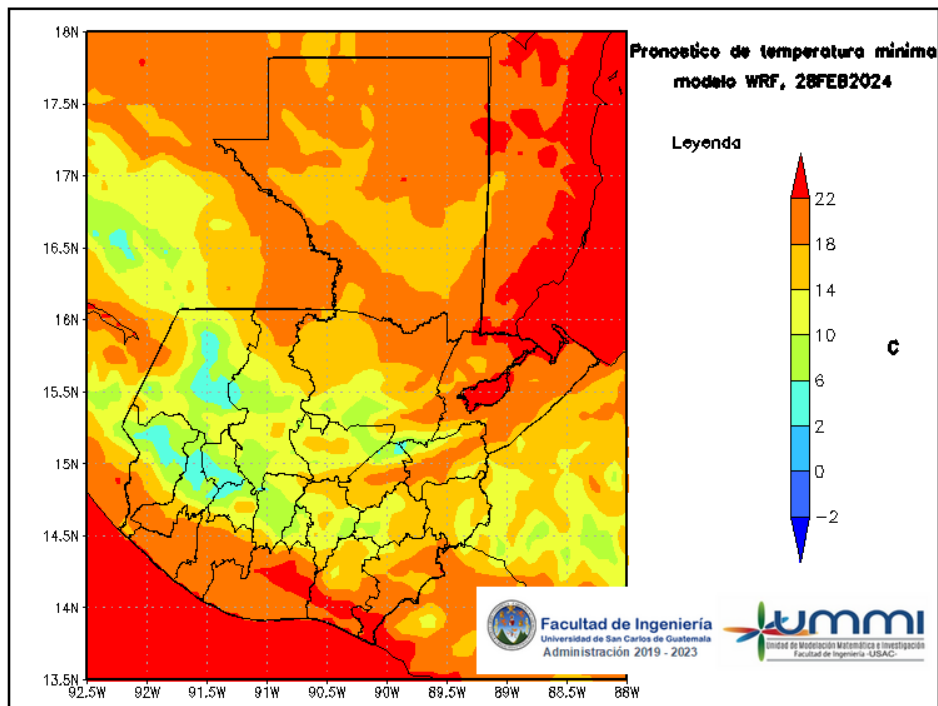 Pronostico de temperatura minima
modelo WRF, 28FEB2024
Leyenda
22
18
14
10
6
2
0
−2
C
18N
17.5N
17N
16.5N
16N
15.5N
15N
14.5N
14N
13.5N
92.5W
92W
91.5W
91W
90.5W
90W
89.5W
89W
88.5W
88W
Facultad de Ingeniería
Universidad de San Carlos de Guatemala
Administración 2019 - 2023
ummi
Unidad de Modelación Matemática e Investigación
Facultad de Ingeniería -USAC-